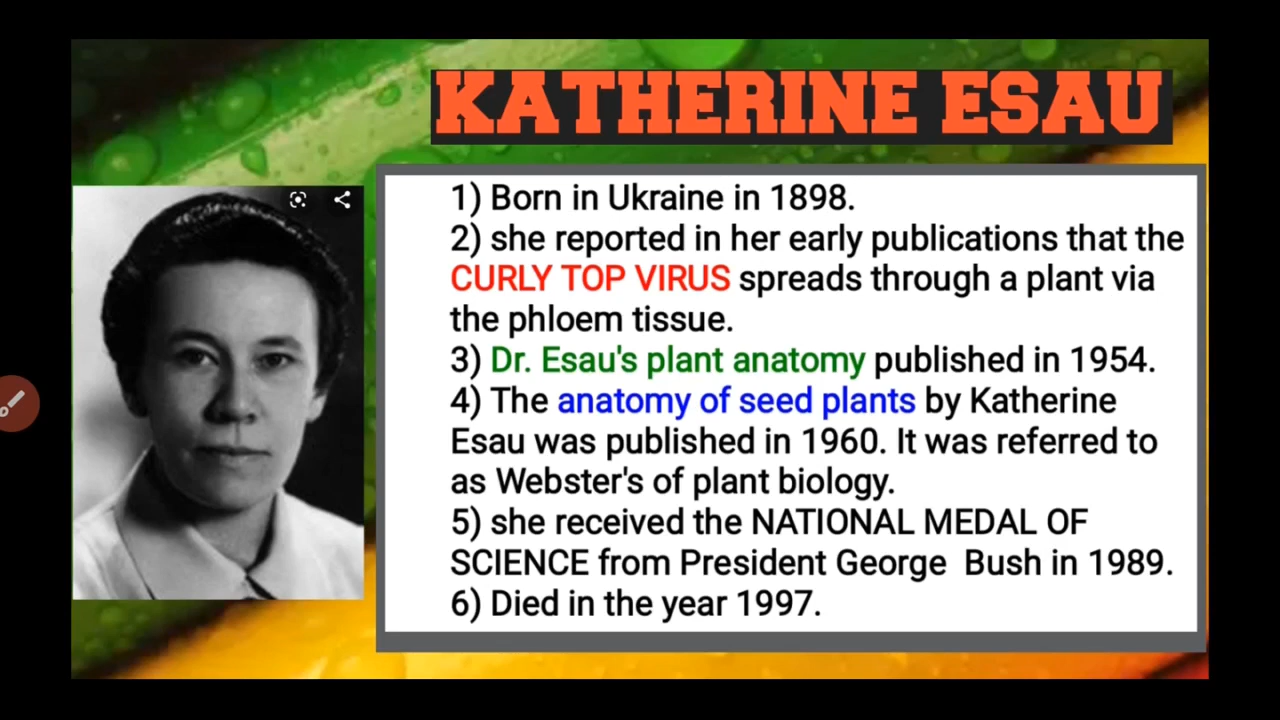 KATHERINE ESAU
1) Born in Ukraine in 1898.
2) she reported in her early publications that the
CURLY TOP VIRUS spreads through a plant via
the phloem tissue.
3) Dr. Esau's plant anatomy published in 1954.
4) The anatomy of seed plants by Katherine
Esau was published in 1960. It was referred to
as Webster's of plant biology.
5) she received the NATIONAL MEDAL OF
SCIENCE from President George  Bush in 1989.
6) Died in the year 1997.